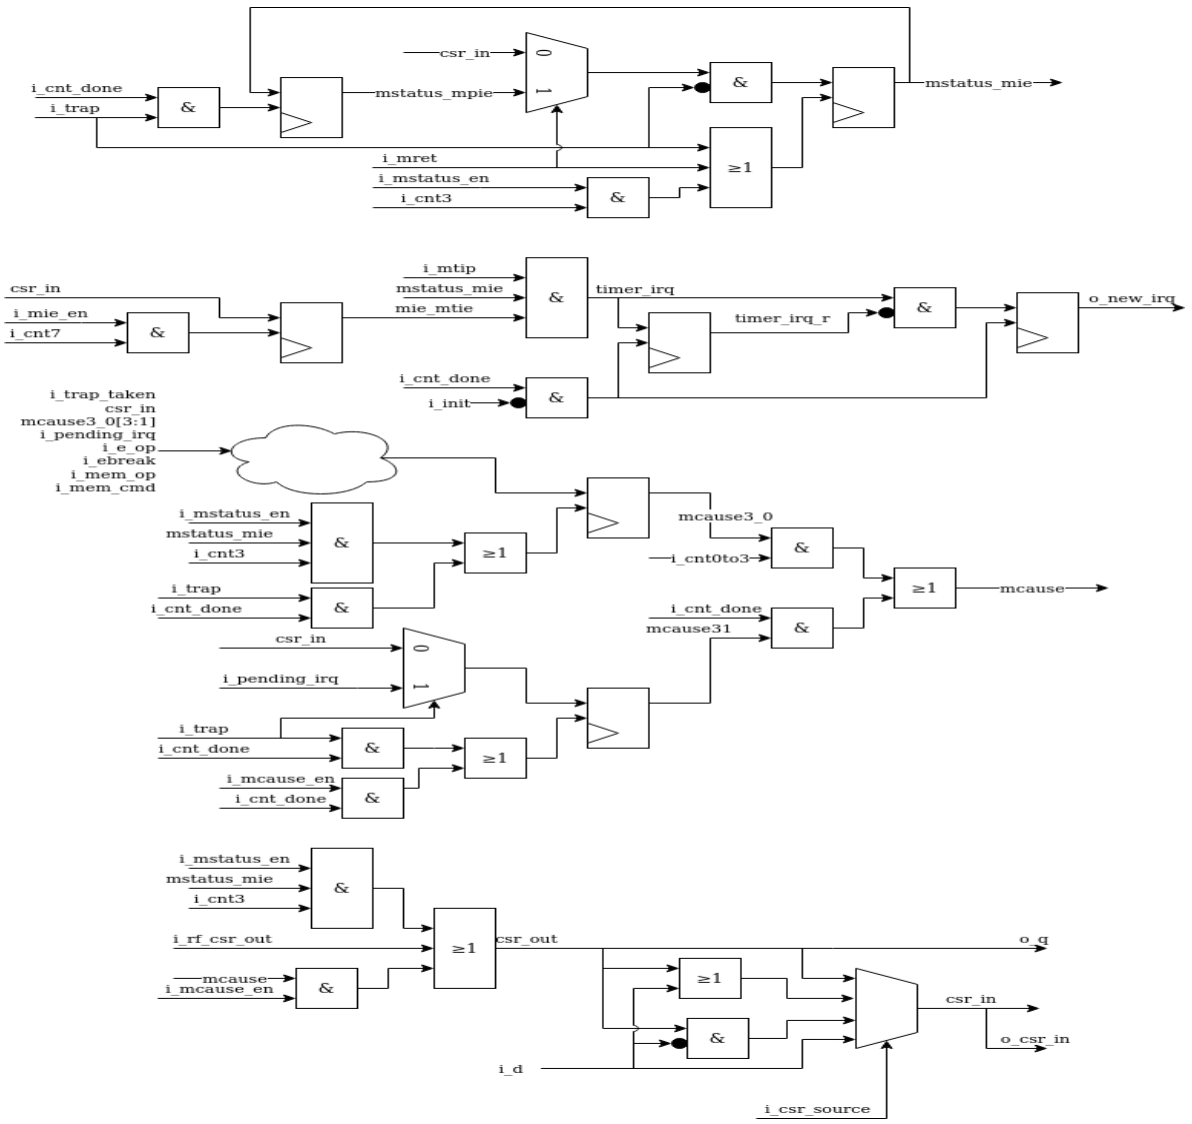 csr_in
i_cnt_done
i_trap
&
mstatus_mpie
0
1
&
mstatus_mie
i_mret
i_mstatus_en
i_cnt3
&
≥1
csr_in
i_mie_en
i_cnt7
&
i_mtip
mstatus_mie
mie_mtie
&
timer_irq
timer_irq_r
&
o_new_irq
i_cnt_done
i_init
&
i_trap_taken
csr_in
mcause3_0[3:1]
i_pending_irq
i_e_op
i_ebreak
i_mem_op
i_mem_cmd
i_mstatus_en
mstatus_mie
i_cnt3
&
≥1
i_trap
i_cnt_done
&
mcause3_0
i_cnt0to3
&
i_cnt_done
mcause31
&
≥1
mcause
csr_in
i_pending_irq
0
1
i_trap
i_cnt_done
&
≥1
i_mcause_en
i_cnt_done
&
i_mstatus_en
mstatus_mie
i_cnt3
&
i_rf_csr_out
mcause
i_mcause_en
&
≥1
csr_out
o_q
≥1
&
i_d
csr_in
o_csr_in
i_csr_source